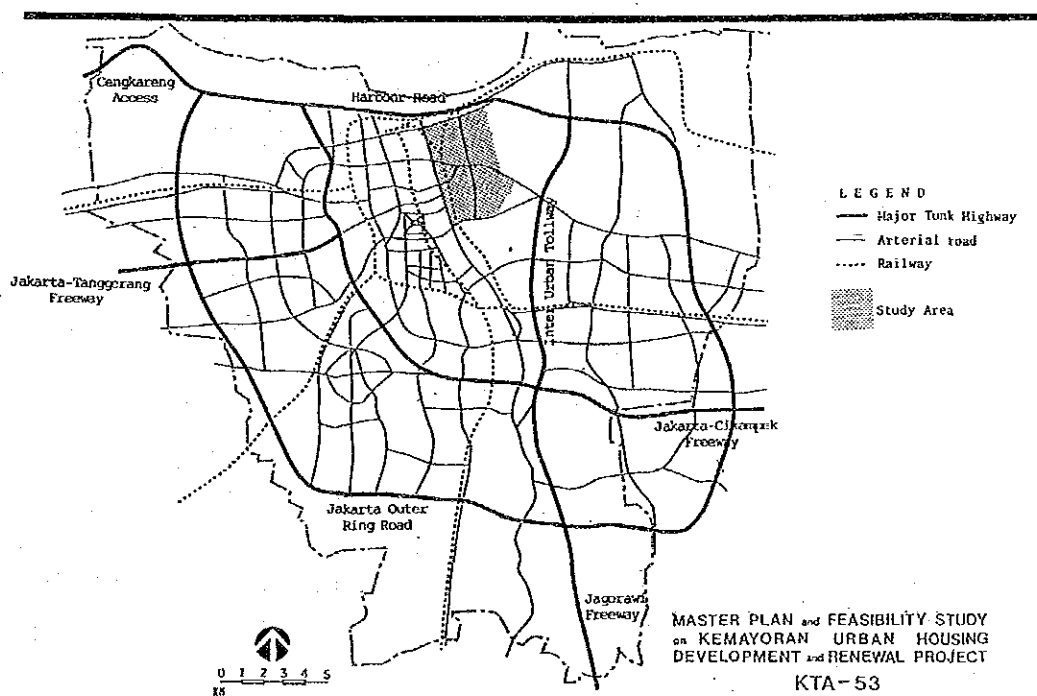 Cengkareng
Access
Harbour Road
Inter Urban Tollway
Jakarta-Tanggerang
Freeway
Jakarta-Cikampek
Freeway
Jakarta Outer
Ring Road
Jagorawi
Freeway
LEGEND
Major Tunk Highway
Arterial road
Railway
Study Area
0 1 2 3 4 5
KM
MASTER PLAN and FEASIBILITY STUDY
on KEMAYORAN URBAN HOUSING
DEVELOPMENT and RENEWAL PROJECT
KTA-53